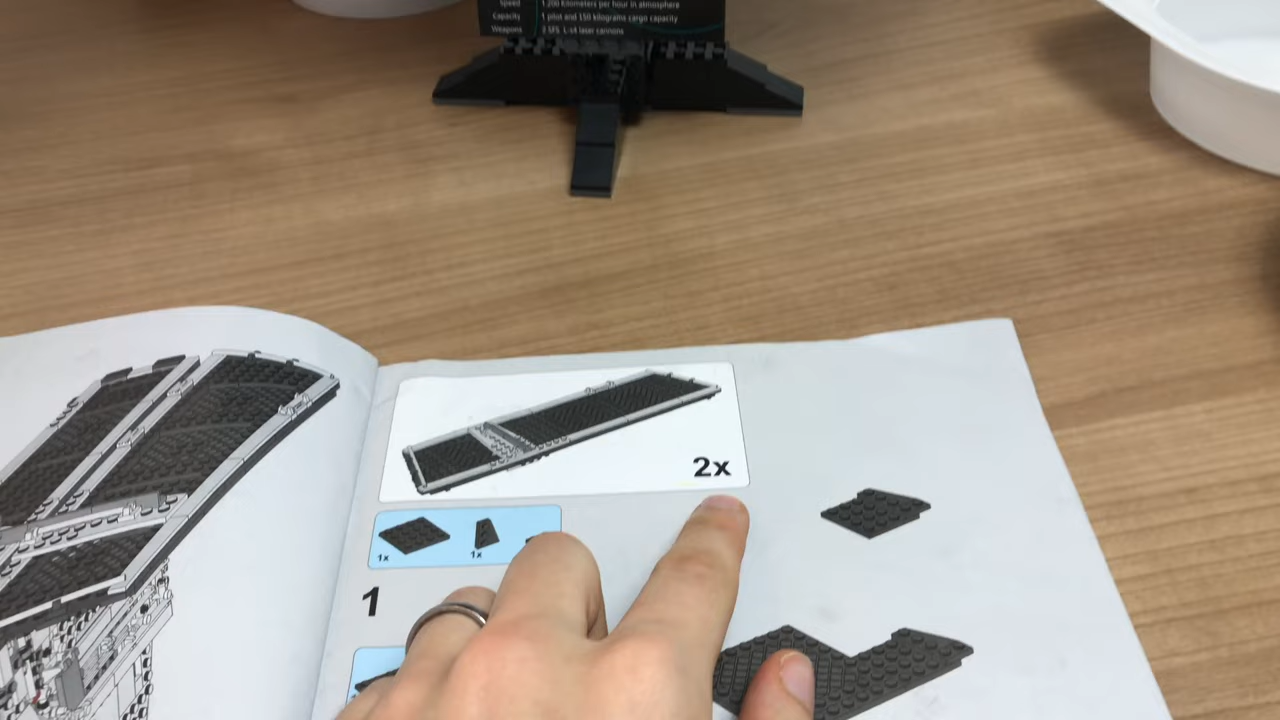 Speed 1 200 kilometers per hour in atmosphere
Capacity 1 pilot and 150 kilograms cargo capacity
Weapons 2 SFS L-s4 laser cannons
2x
1x
1x
1